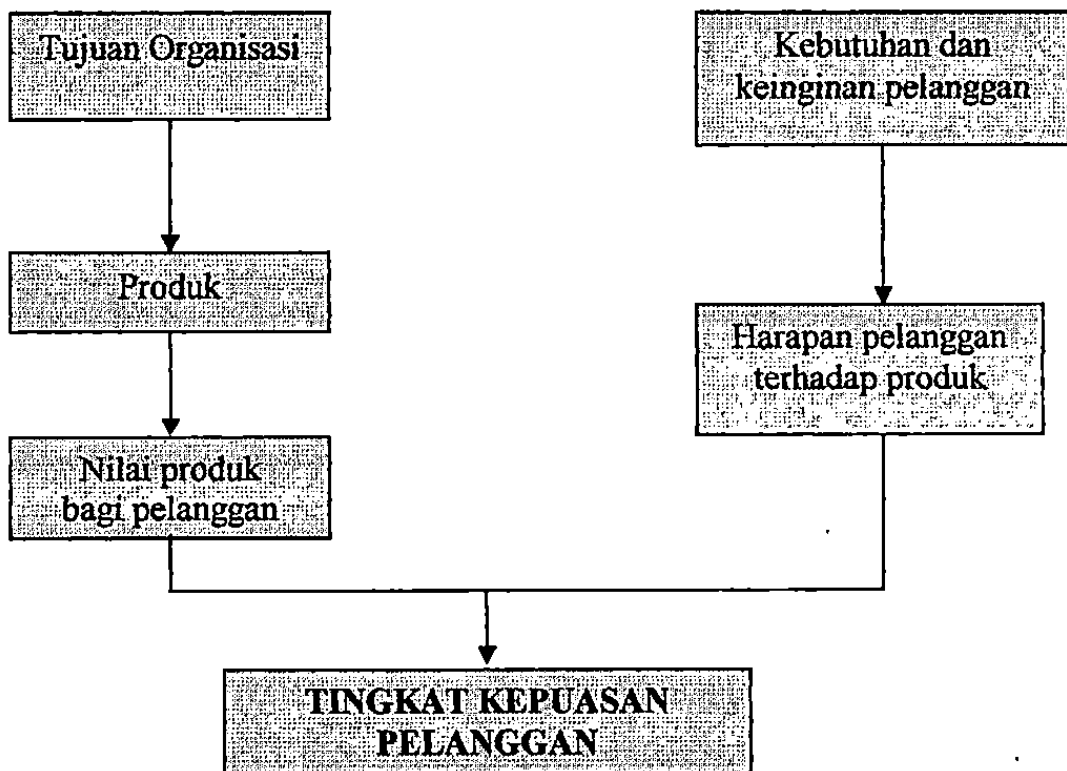 Tujuan Organisasi
Kebutuhan dan
keinginan pelanggan
Produk
Harapan pelanggan
terhadap produk
Nilai produk
bagi pelanggan
TINGKAT KEPUASAN
PELANGGAN